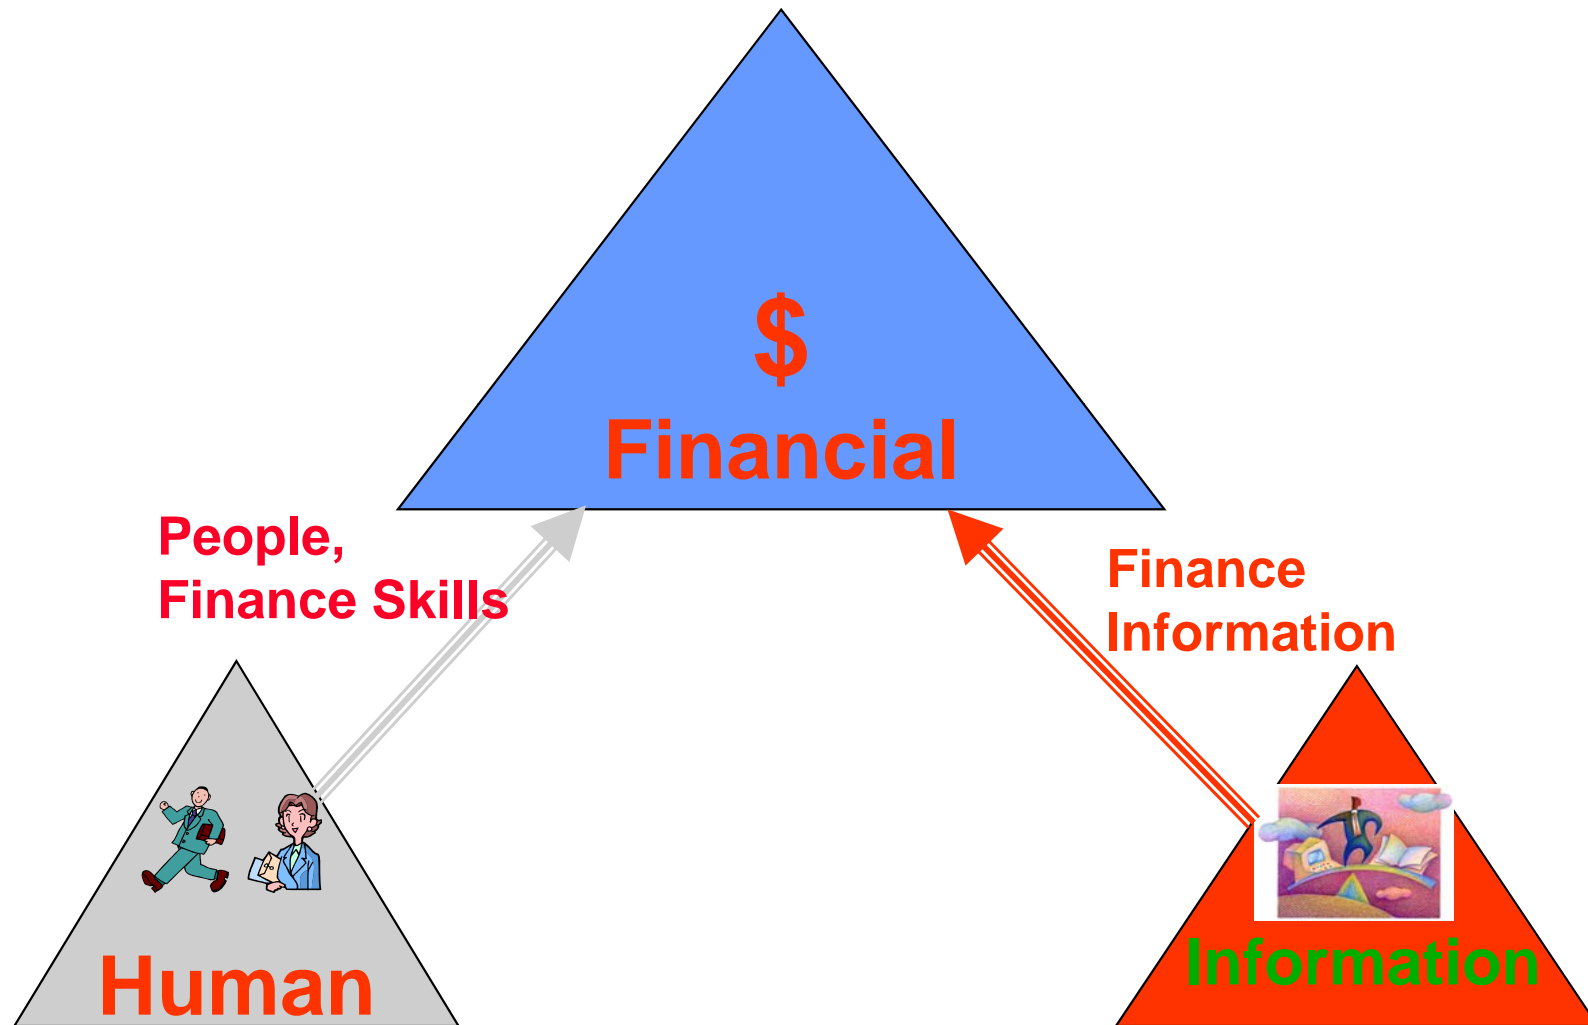 $
Financial
People,
Finance Skills
Finance
Information
Human
Information